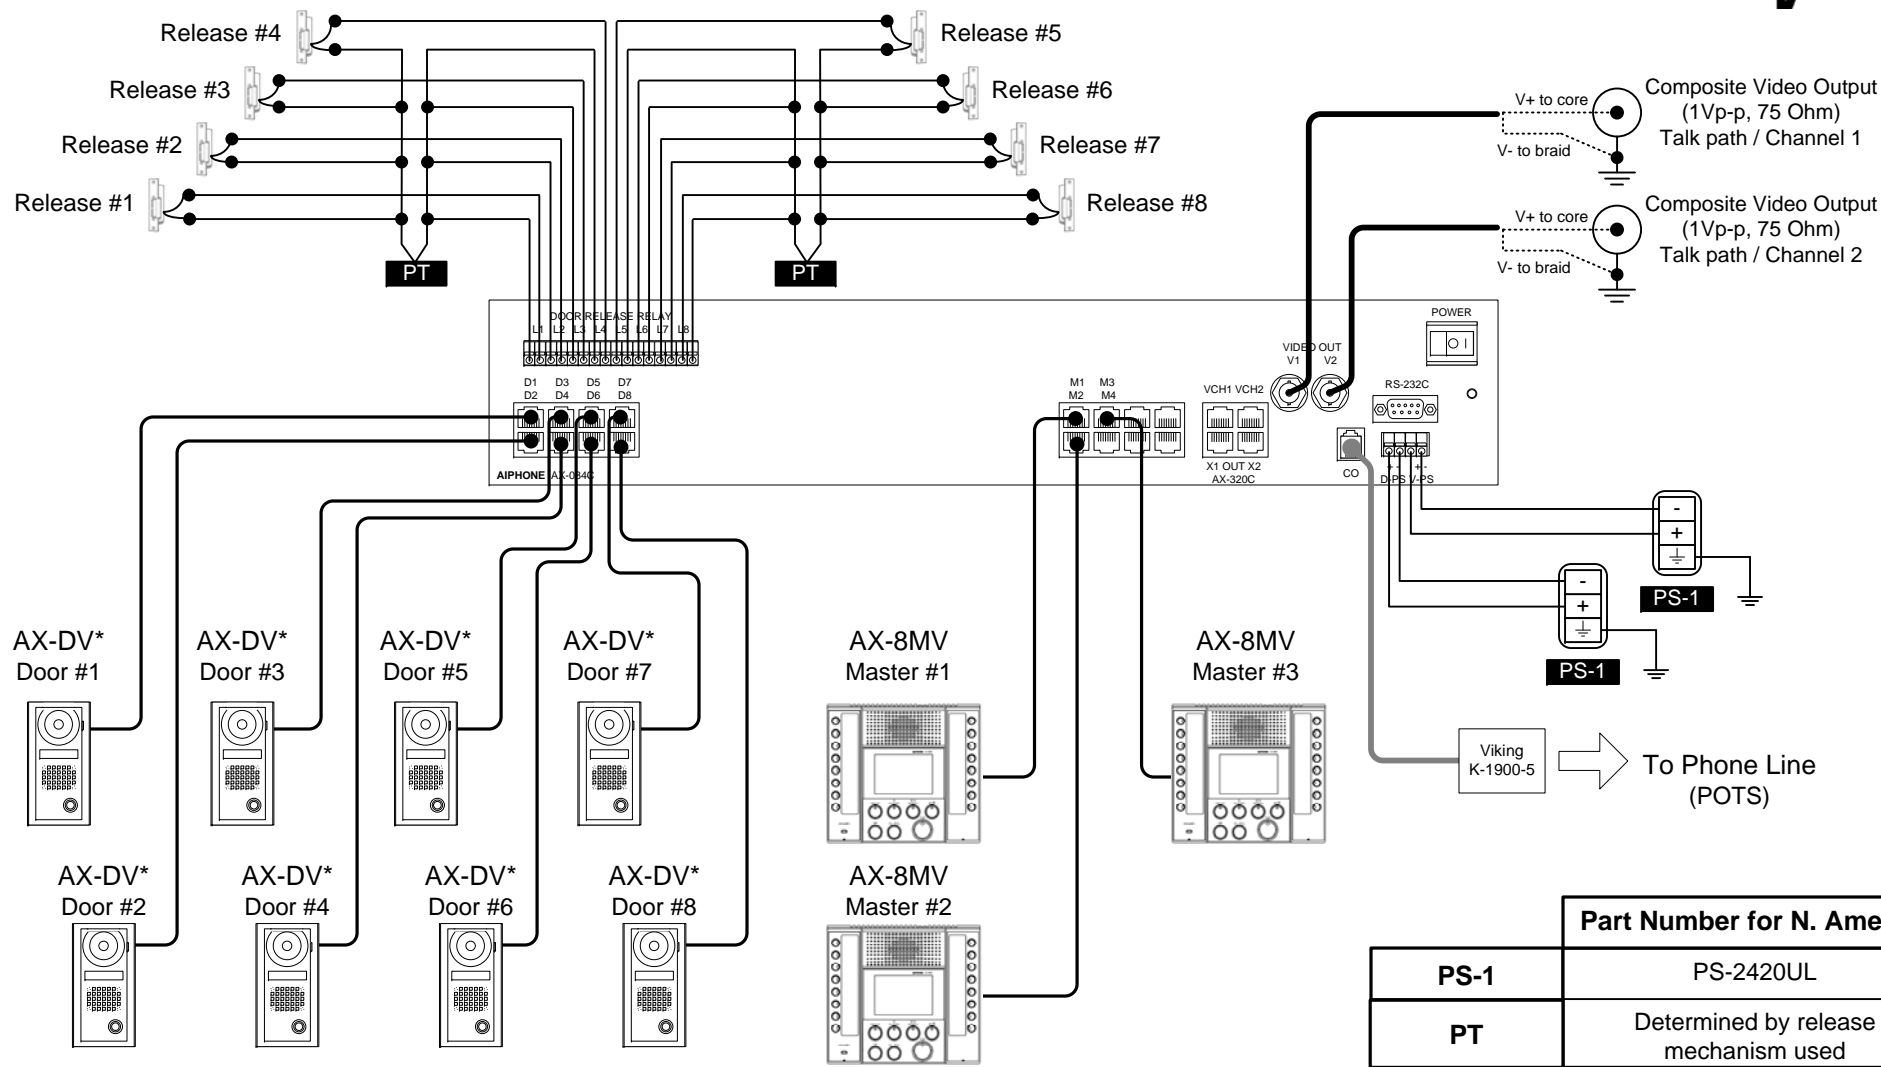 Release #4
Release #5
Release #3
Release #6
Release #2
Release #7
Release #1
Release #8
PT
PT
V+ to core
V- to braid
Composite Video Output
(1Vp-p, 75 Ohm)
Talk path / Channel 1
V+ to core
V- to braid
Composite Video Output
(1Vp-p, 75 Ohm)
Talk path / Channel 2
DOOR RELEASE RELAY
L1 L2 L3 L4 L5 L6 L7 L8
D1 D3 D5 D7
D2 D4 D6 D8
AIPHONE AX-084C
M1 M3
M2 M4
VCH1 VCH2
X1 OUT X2
AX-320C
VIDEO OUT
V1 V2
POWER
RS-232C
CO
+ - + -
D-PS V-PS
-
+
PS-1
-
+
PS-1
AX-DV*
Door #1
AX-DV*
Door #3
AX-DV*
Door #5
AX-DV*
Door #7
AX-8MV
Master #1
AX-8MV
Master #3
Viking
K-1900-5
To Phone Line
(POTS)
AX-DV*
Door #2
AX-DV*
Door #4
AX-DV*
Door #6
AX-DV*
Door #8
AX-8MV
Master #2
Part Number for N. Ame
PS-1 PS-2420UL
PT Determined by release
mechanism used